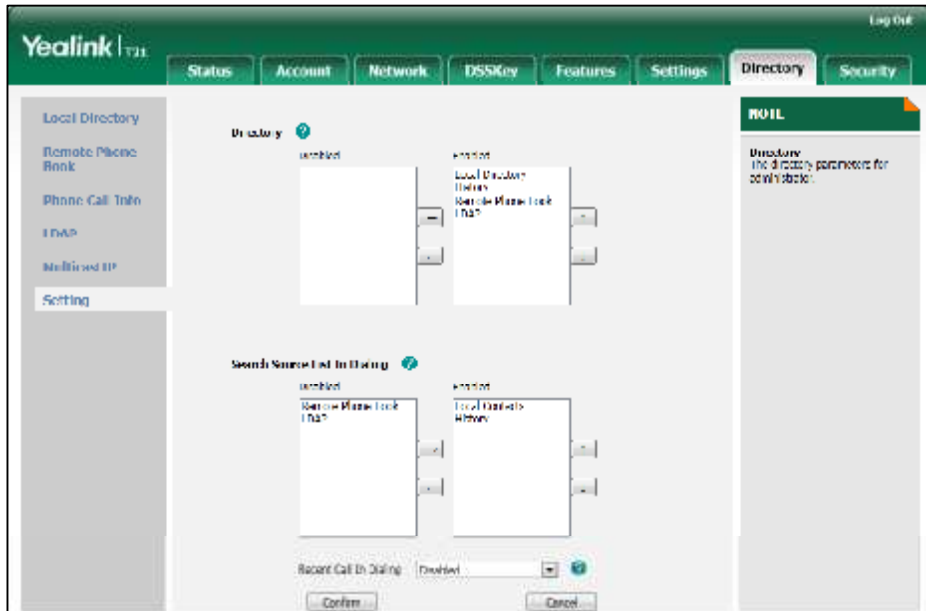 Log Out
Yealink
Status Account Network DSSKey Features Settings Directory Security
Local Directory
Remote Phone
Book
Phone Call Info
LDAP
Multicast IP
Setting
Directory
Disabled Enabled
Local Directory
History
Remote Phone Book
LDAP
Search Source List In Dialing
Disabled Enabled
Remote Phone Book
LDAP
Local Contacts
History
Recent Call In Dialing Disabled
Confirm Cancel
NOTE
Directory
The directory parameters for
administrator.